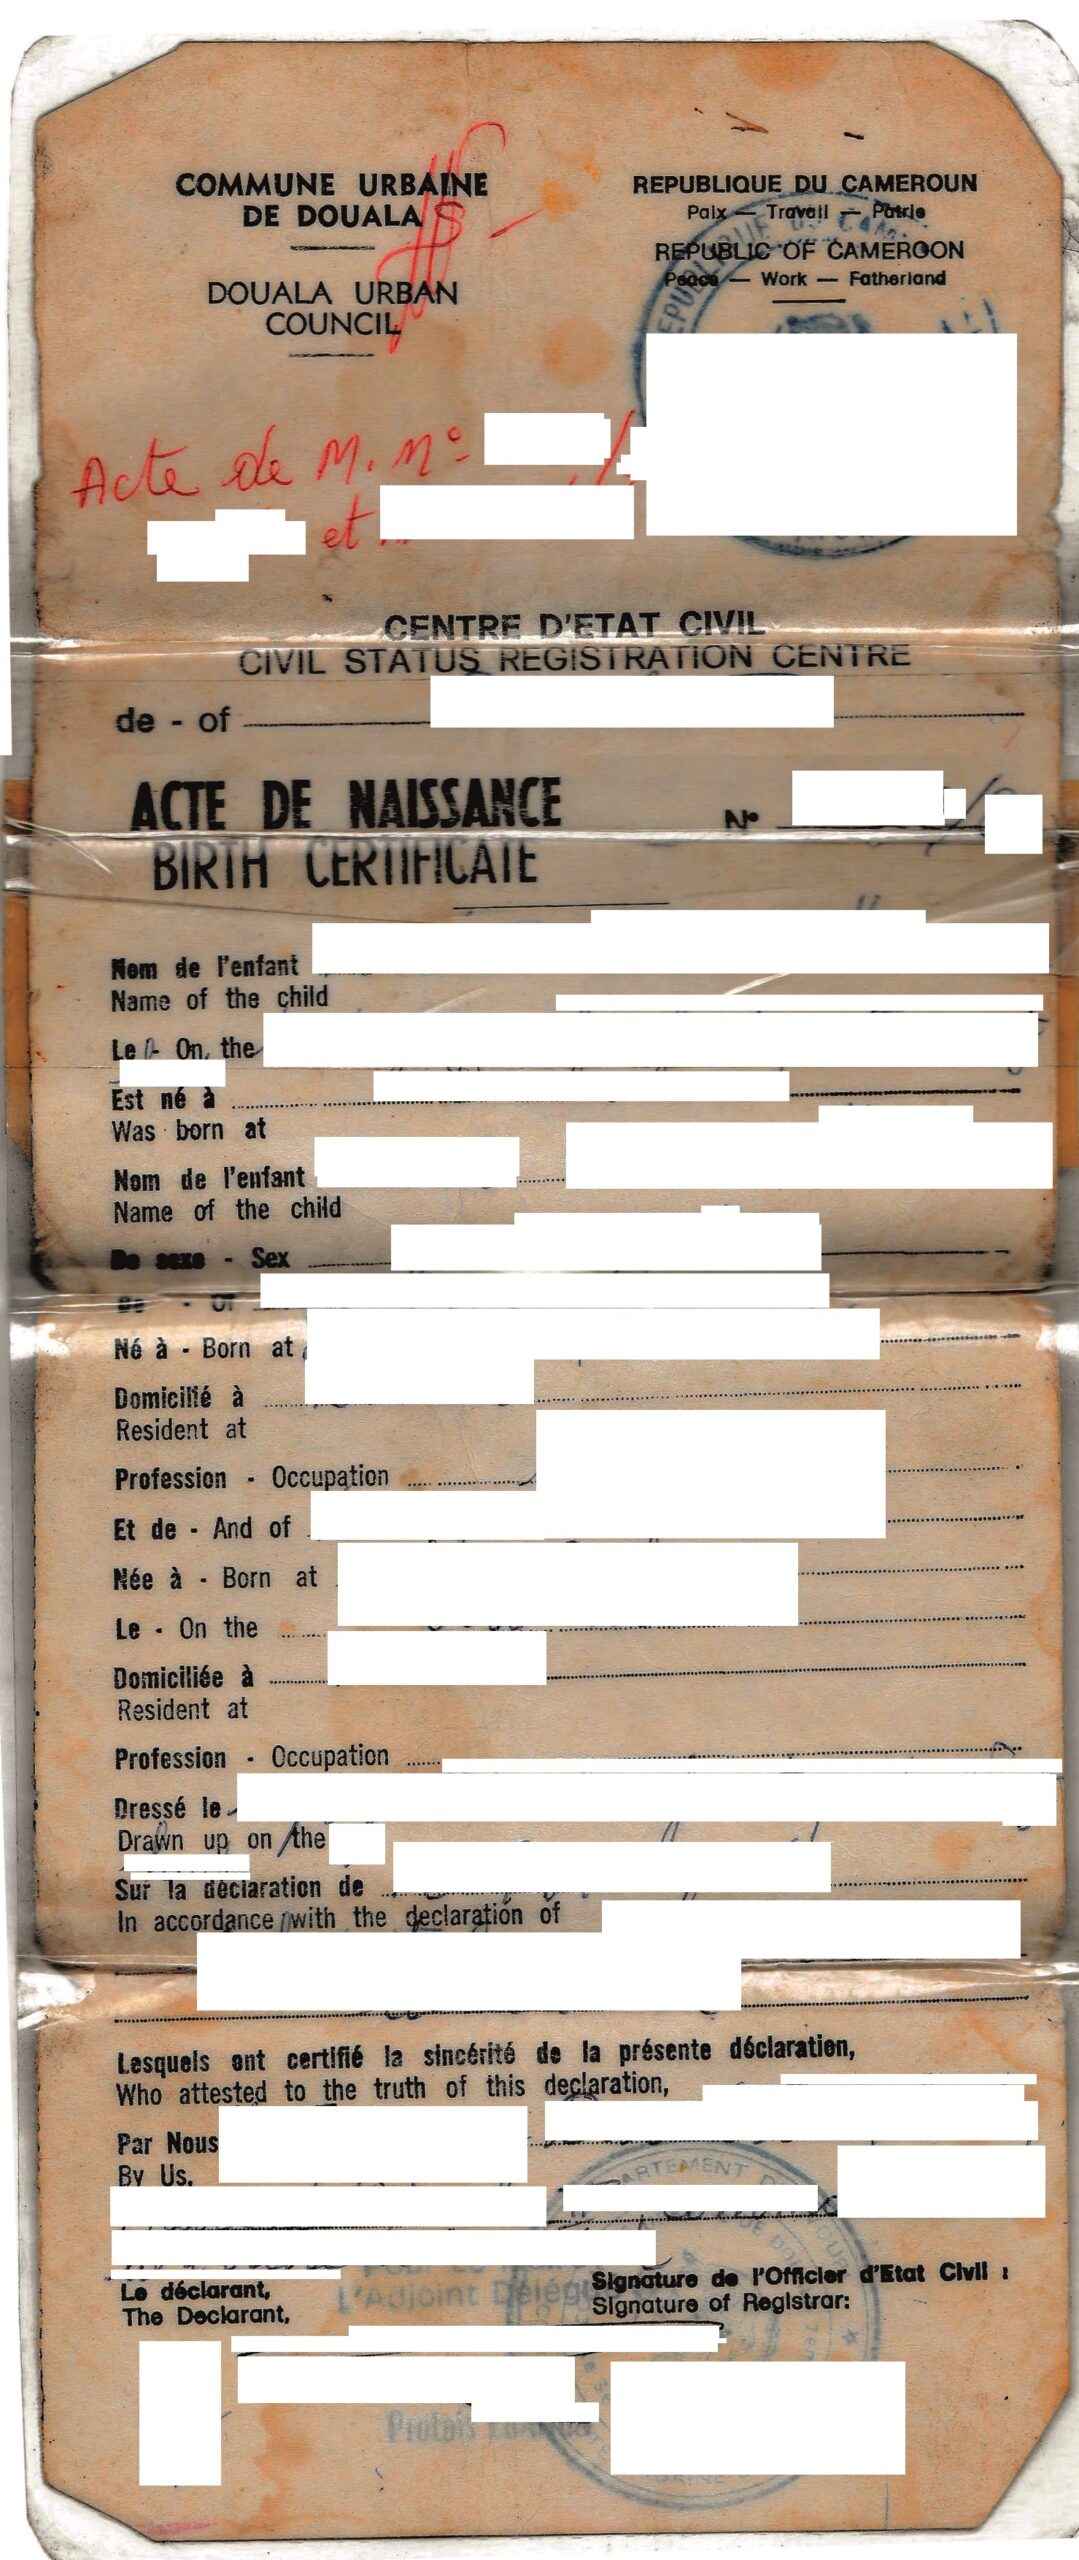 COMMUNE URBAINE
DE DOUALA
DOUALA URBAN
COUNCIL
REPUBLIQUE DU CAMEROUN
Paix — Travail — Patrie
REPUBLIC OF CAMEROON
Peace — Work — Fatherland
Acte de M. n°
et
CENTRE D'ETAT CIVIL
CIVIL STATUS REGISTRATION CENTRE
de - of
ACTE DE NAISSANCE
N°
BIRTH CERTIFICATE
Nom de l'enfant
Name of the child
Le - On, the
Est né à
Was born at
Nom de l'enfant
Name of the child
De sexe - Sex
De - Of
Né à - Born at
Domicilié à
Resident at
Profession - Occupation
Et de - And of
Née à - Born at
Le - On the
Domiciliée à
Resident at
Profession - Occupation
Dressé le
Drawn up on the
Sur la déclaration de
In accordance with the declaration of
Lesquels ont certifié la sincérité de la présente déclaration,
Who attested to the truth of this declaration,
Par Nous
By Us,
L'Adjoint
Le déclarant,
The Declarant,
Signature de l'Officier d'Etat Civil :
Signature of Registrar: